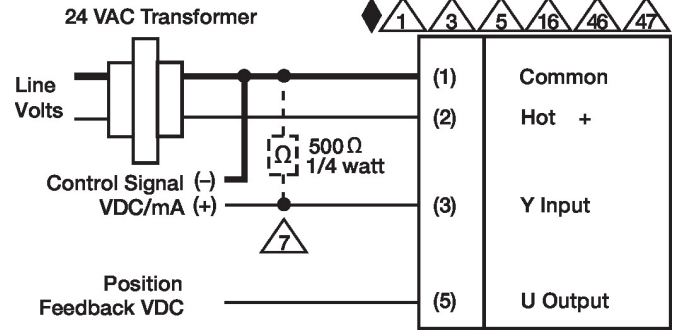 24 VAC Transformer
1 3 5 16 46 47
Line
Volts
(1) Common
(2) Hot +
Ω 500 Ω
1/4 watt
Control Signal (–)
VDC/mA (+)
(3) Y Input
7
Position
Feedback VDC
(5) U Output